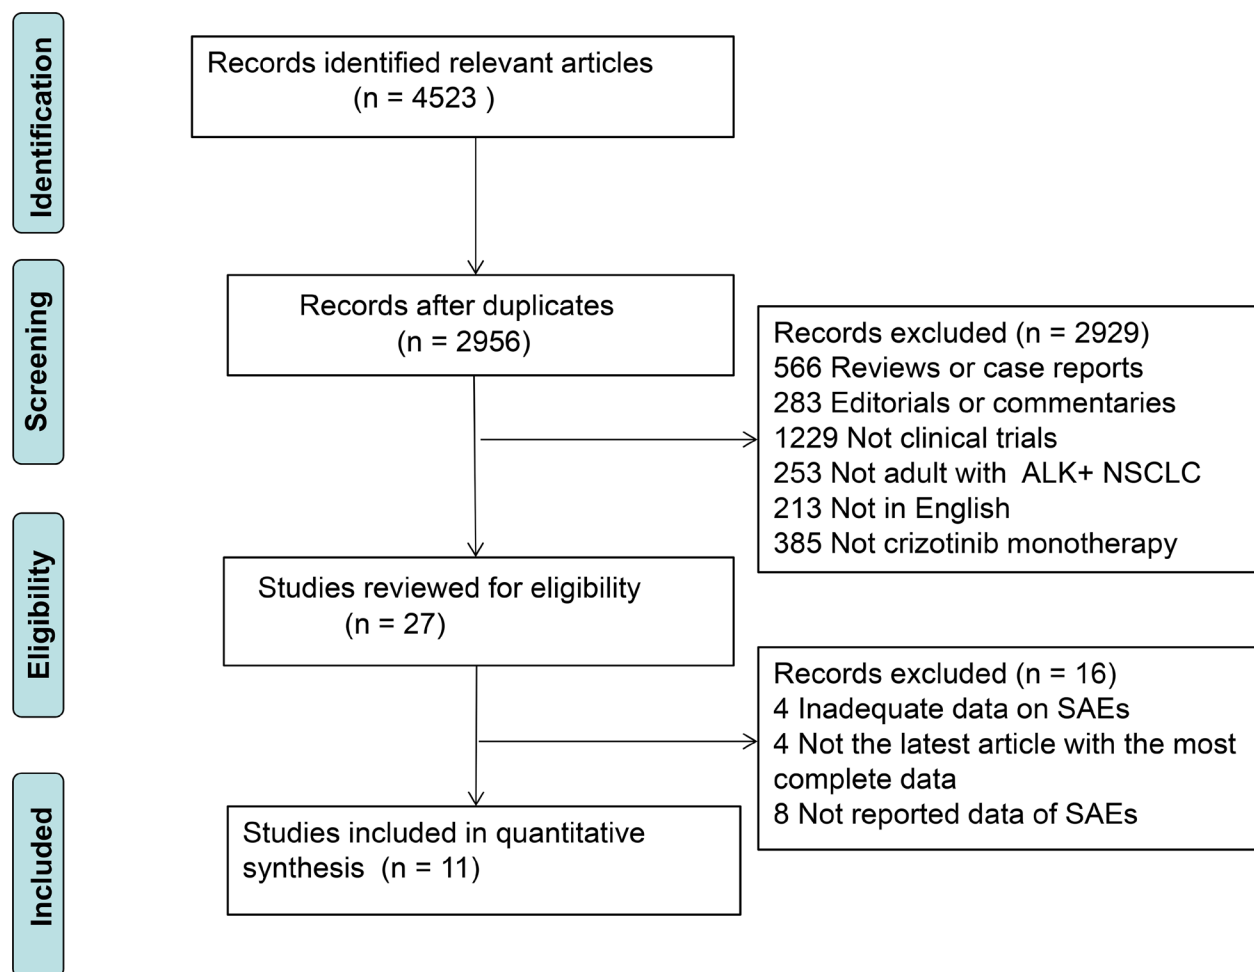 Identification
Records identified relevant articles
(n = 4523 )
Screening
Records after duplicates
(n = 2956)
Records excluded (n = 2929)
566 Reviews or case reports
283 Editorials or commentaries
1229 Not clinical trials
253 Not adult with  ALK+ NSCLC
213 Not in English
385 Not crizotinib monotherapy
Eligibility
Studies reviewed for eligibility
(n = 27)
Records excluded (n = 16)
4 Inadequate data on SAEs
4 Not the latest article with the most
complete data
8 Not reported data of SAEs
Included
Studies included in quantitative
synthesis  (n = 11)